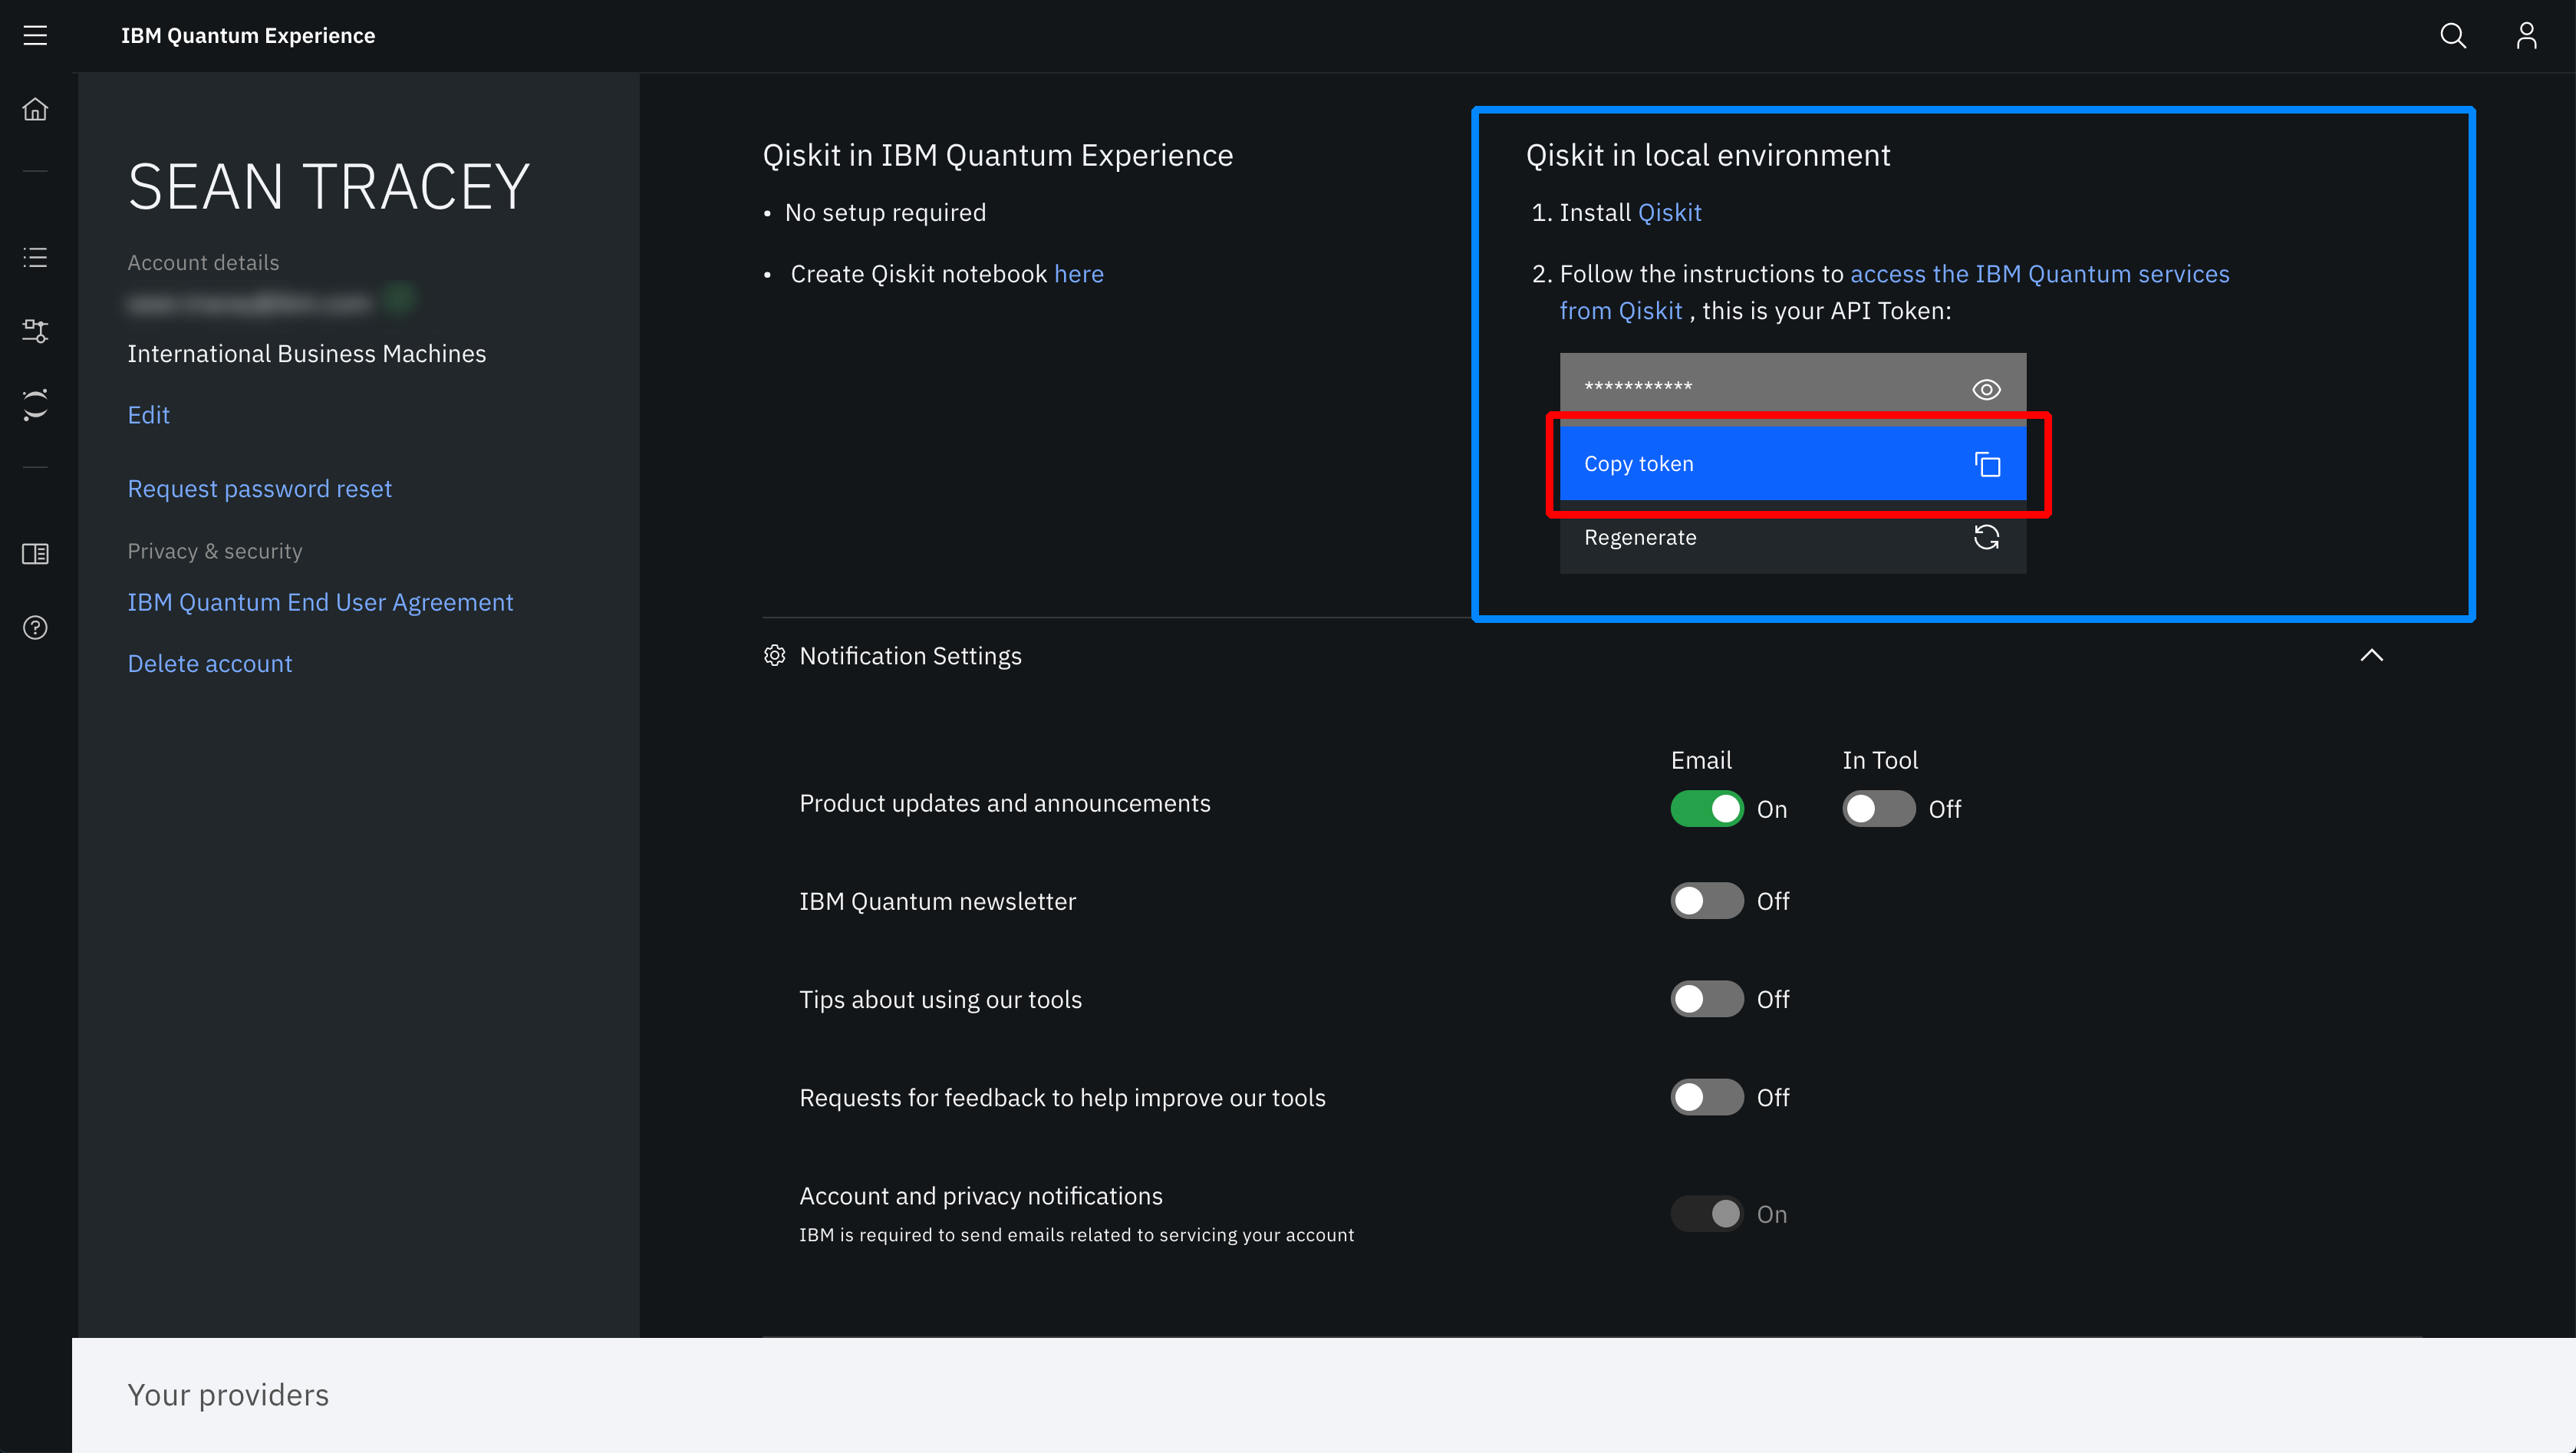 IBM Quantum Experience
SEAN TRACEY
Account details
International Business Machines
Edit
Request password reset
Privacy & security
IBM Quantum End User Agreement
Delete account
Qiskit in IBM Quantum Experience
• No setup required
• Create Qiskit notebook here
Qiskit in local environment
1. Install Qiskit
2. Follow the instructions to access the IBM Quantum services
from Qiskit , this is your API Token:
***********
Copy token
Regenerate
Notification Settings
Email In Tool
Product updates and announcements On Off
IBM Quantum newsletter Off
Tips about using our tools Off
Requests for feedback to help improve our tools Off
Account and privacy notifications On
IBM is required to send emails related to servicing your account
Your providers